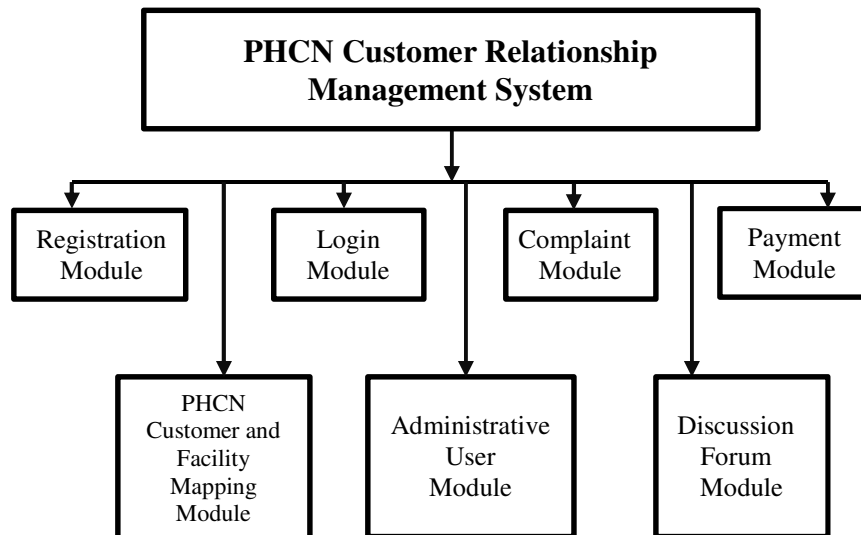 PHCN Customer Relationship
Management System
Registration
Module
Login
Module
Complaint
Module
Payment
Module
PHCN
Customer and
Facility
Mapping
Module
Administrative
User
Module
Discussion
Forum
Module